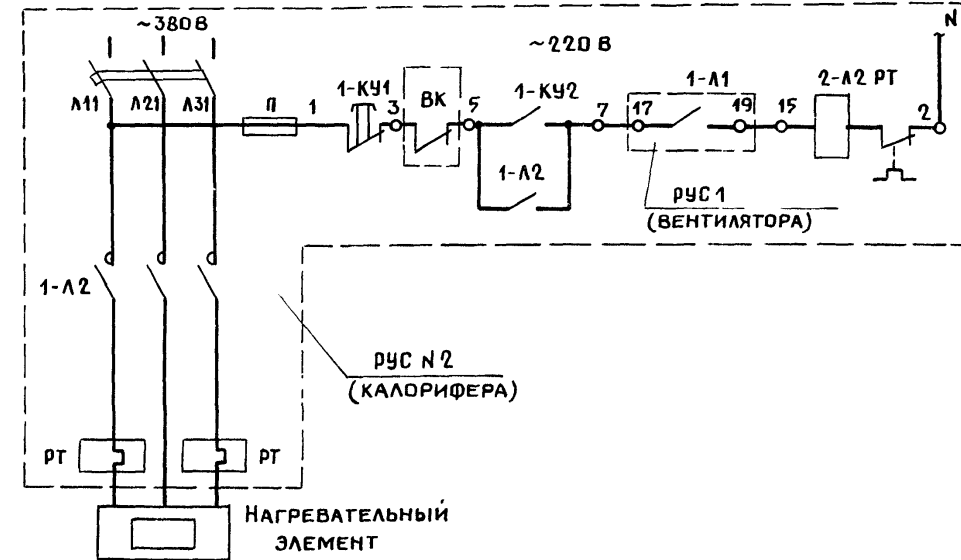 ~380В
N
~220 В
Л11 Л21 Л31
П
1
1-КУ1
3
ВК
5
1-КУ2
7
17
1-Л1
19
15
2-Л2 РТ
2
1-Л2
РУС 1
(ВЕНТИЛЯТОРА)
1-Л2
РУС N 2
(КАЛОРИФЕРА)
РТ
РТ
НАГРЕВАТЕЛЬНЫЙ
ЭЛЕМЕНТ